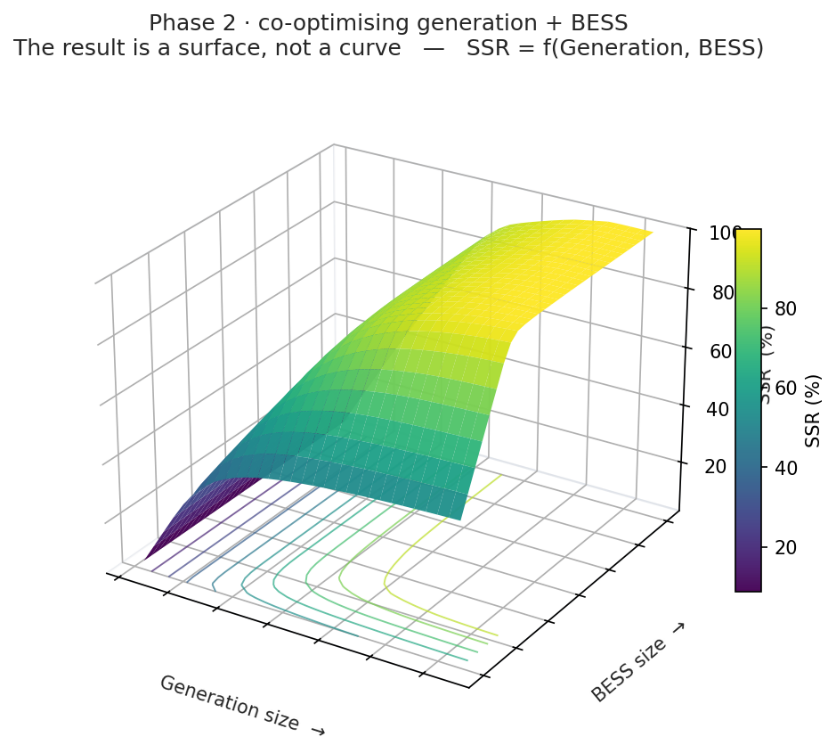 Phase 2 · co-optimising generation + BESS
The result is a surface, not a curve — SSR = f(Generation, BESS)
100
80
60
40
20
SSR (%)
80
60
40
20
SSR (%)
Generation size →
BESS size →